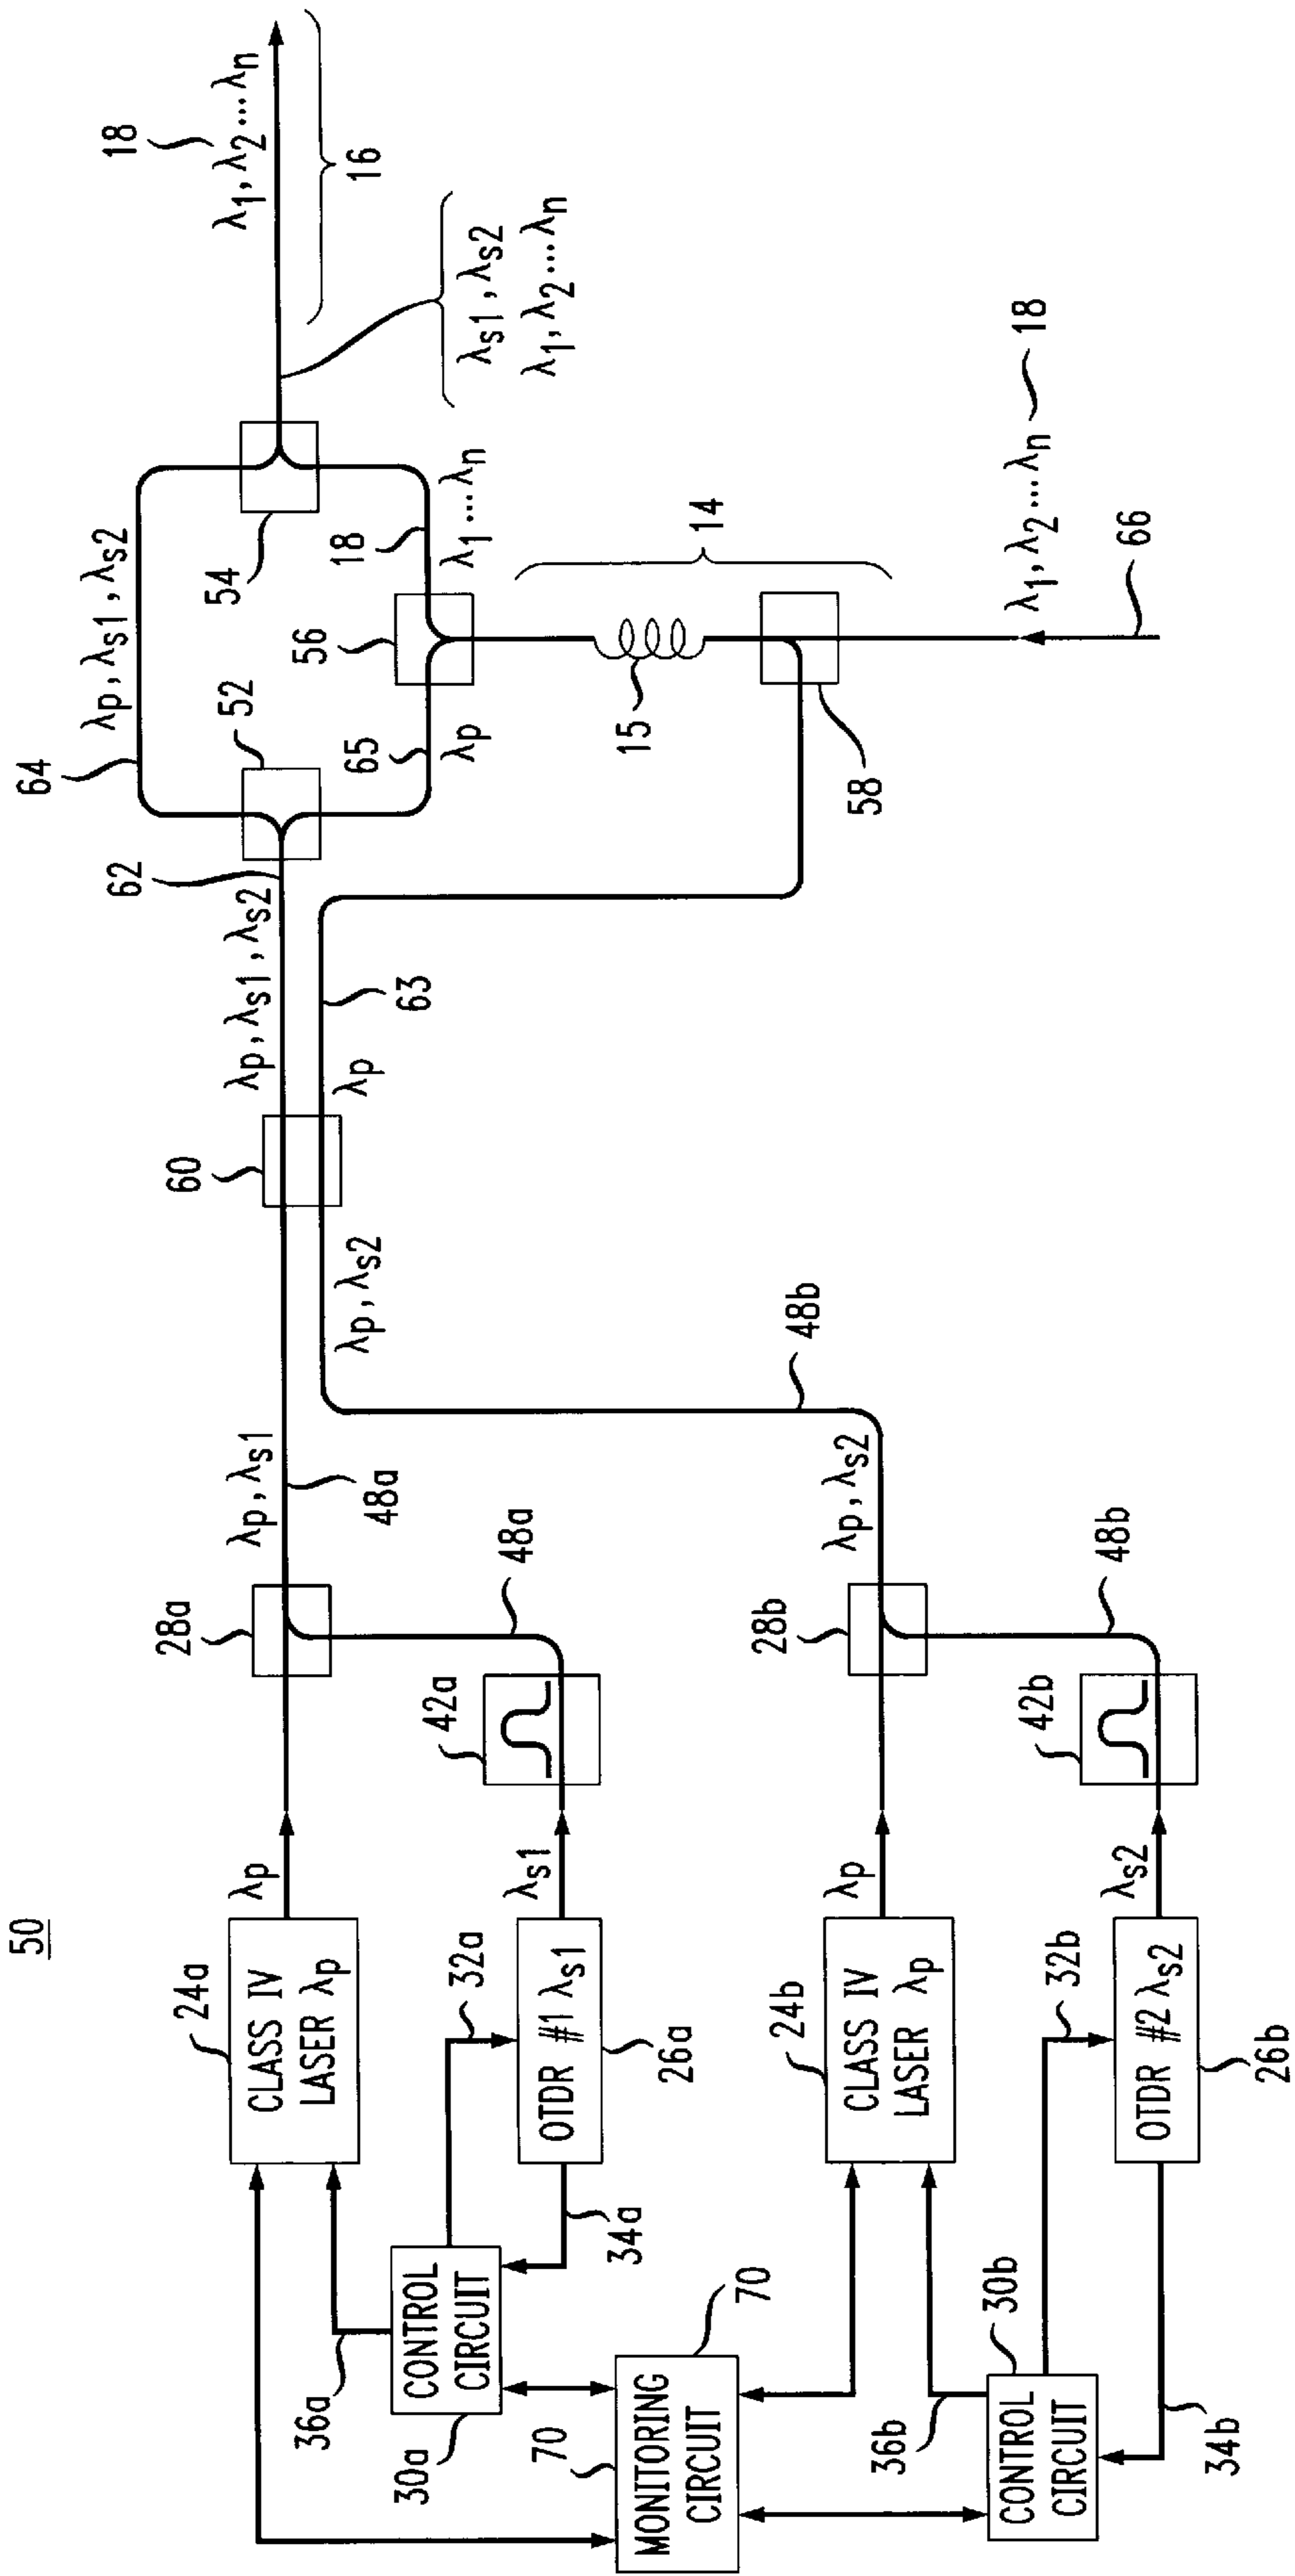 50
24a
CLASS IV
LASER λp
λp
28a
λp, λs1
48a
60
λp, λs1, λs2
62
64
λp, λs1, λs2
52
54
18
λ1, λ2...λn
16
λs1, λs2
λ1, λ2...λn
36a
CONTROL
CIRCUIT
30a
32a
34a
OTDR #1 λs1
26a
λs1
42a
48a
λp, λs2
λp
63
65
λp
56
18
λ1...λn
15
14
58
λ1, λ2...λn
18
66
70
MONITORING
CIRCUIT
70
24b
CLASS IV
LASER λp
λp
28b
λp, λs2
48b
36b
CONTROL
CIRCUIT
30b
32b
34b
OTDR #2 λs2
26b
λs2
42b
48b